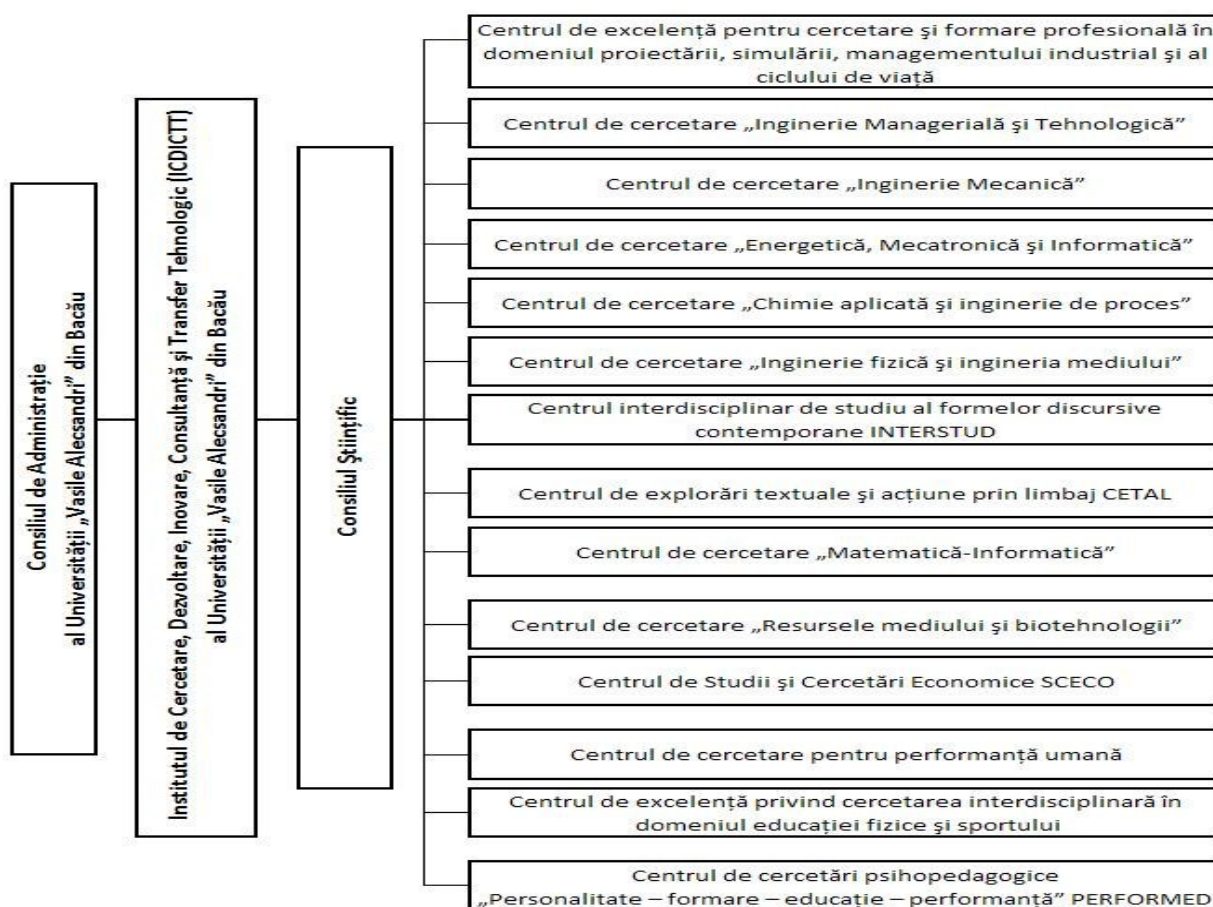 Consiliul de Administrație
al Universității „Vasile Alecsandri” din Bacău
Institutul de Cercetare, Dezvoltare, Inovare, Consultanță și Transfer Tehnologic (ICDICTT)
al Universității „Vasile Alecsandri” din Bacău
Consiliul Științific
Centrul de excelență pentru cercetare și formare profesională în
domeniul proiectării, simulării, managementului industrial și al
ciclului de viață
Centrul de cercetare „Inginerie Managerială și Tehnologică”
Centrul de cercetare „Inginerie Mecanică”
Centrul de cercetare „Energetică, Mecatronică și Informatică”
Centrul de cercetare „Chimie aplicată și inginerie de proces”
Centrul de cercetare „Inginerie fizică și ingineria mediului”
Centrul interdisciplinar de studiu al formelor discursive
contemporane INTERSTUD
Centrul de explorări textuale și acțiune prin limbaj CETAL
Centrul de cercetare „Matematică-Informatică”
Centrul de cercetare „Resursele mediului și biotehnologii”
Centrul de Studii și Cercetări Economice SCECO
Centrul de cercetare pentru performanță umană
Centrul de excelență privind cercetarea interdisciplinară în
domeniul educației fizice și sportului
Centrul de cercetări psihopedagogice
„Personalitate – formare – educație – performanță” PERFORMED